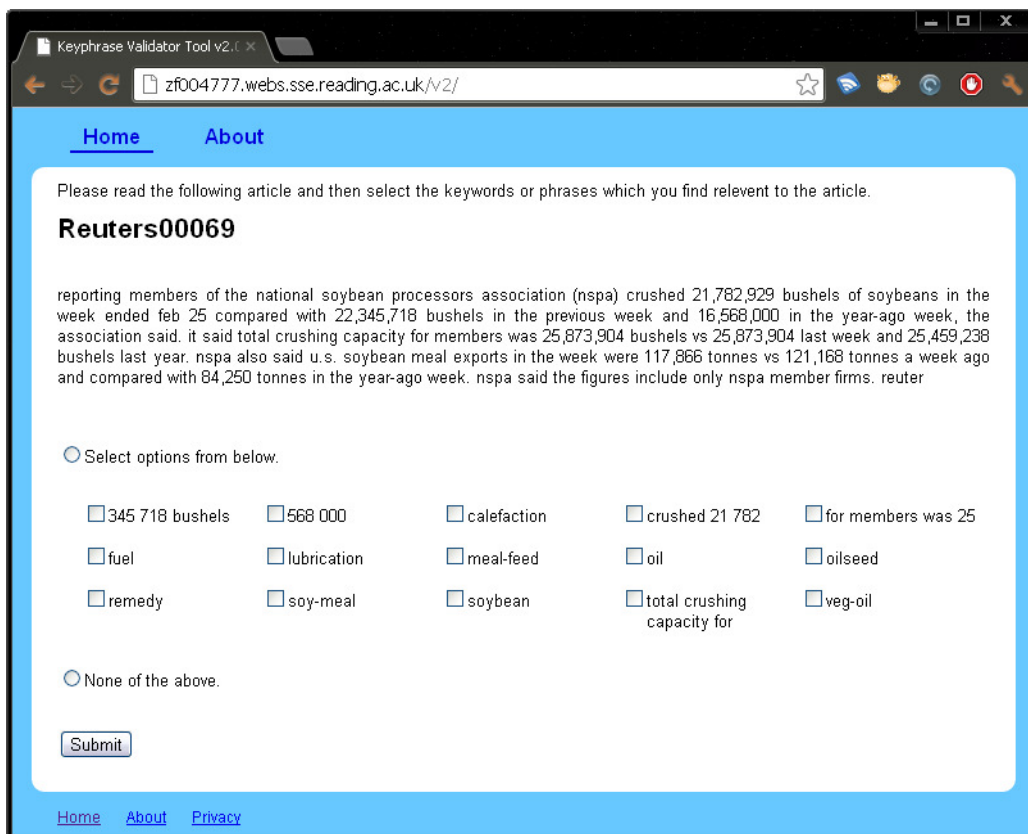 Keyphrase Validator Tool v2.0
zf004777.webs.sse.reading.ac.uk/v2/
Home About
Please read the following article and then select the keywords or phrases which you find relevent to the article.
Reuters00069
reporting members of the national soybean processors association (nspa) crushed 21,782,929 bushels of soybeans in the
week ended feb 25 compared with 22,345,718 bushels in the previous week and 16,568,000 in the year-ago week, the
association said. it said total crushing capacity for members was 25,873,904 bushels vs 25,873,904 last week and 25,459,238
bushels last year. nspa also said u.s. soybean meal exports in the week were 117,866 tonnes vs 121,168 tonnes a week ago
and compared with 84,250 tonnes in the year-ago week. nspa said the figures include only nspa member firms. reuter
Select options from below.
345 718 bushels 568 000 calefaction crushed 21 782 for members was 25
fuel lubrication meal-feed oil oilseed
remedy soy-meal soybean total crushing veg-oil
capacity for
None of the above.
Submit
Home About Privacy